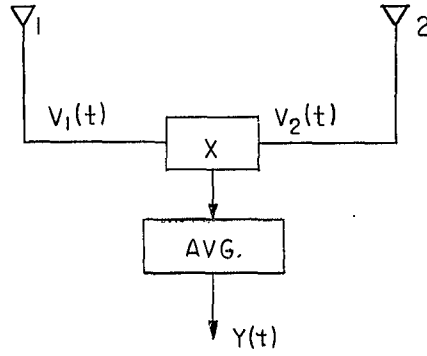 1
2
V₁(t)
V₂(t)
X
AVG.
Y(t)